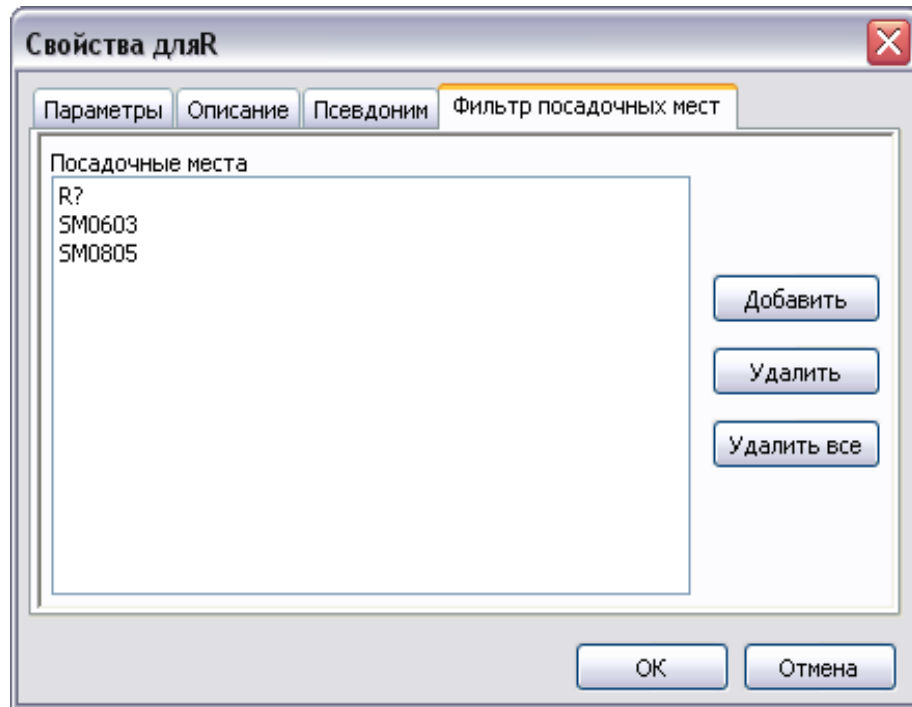 Свойства дляR
Параметры Описание Псевдоним Фильтр посадочных мест
Посадочные места
R?
SM0603
SM0805
Добавить
Удалить
Удалить все
OK Отмена